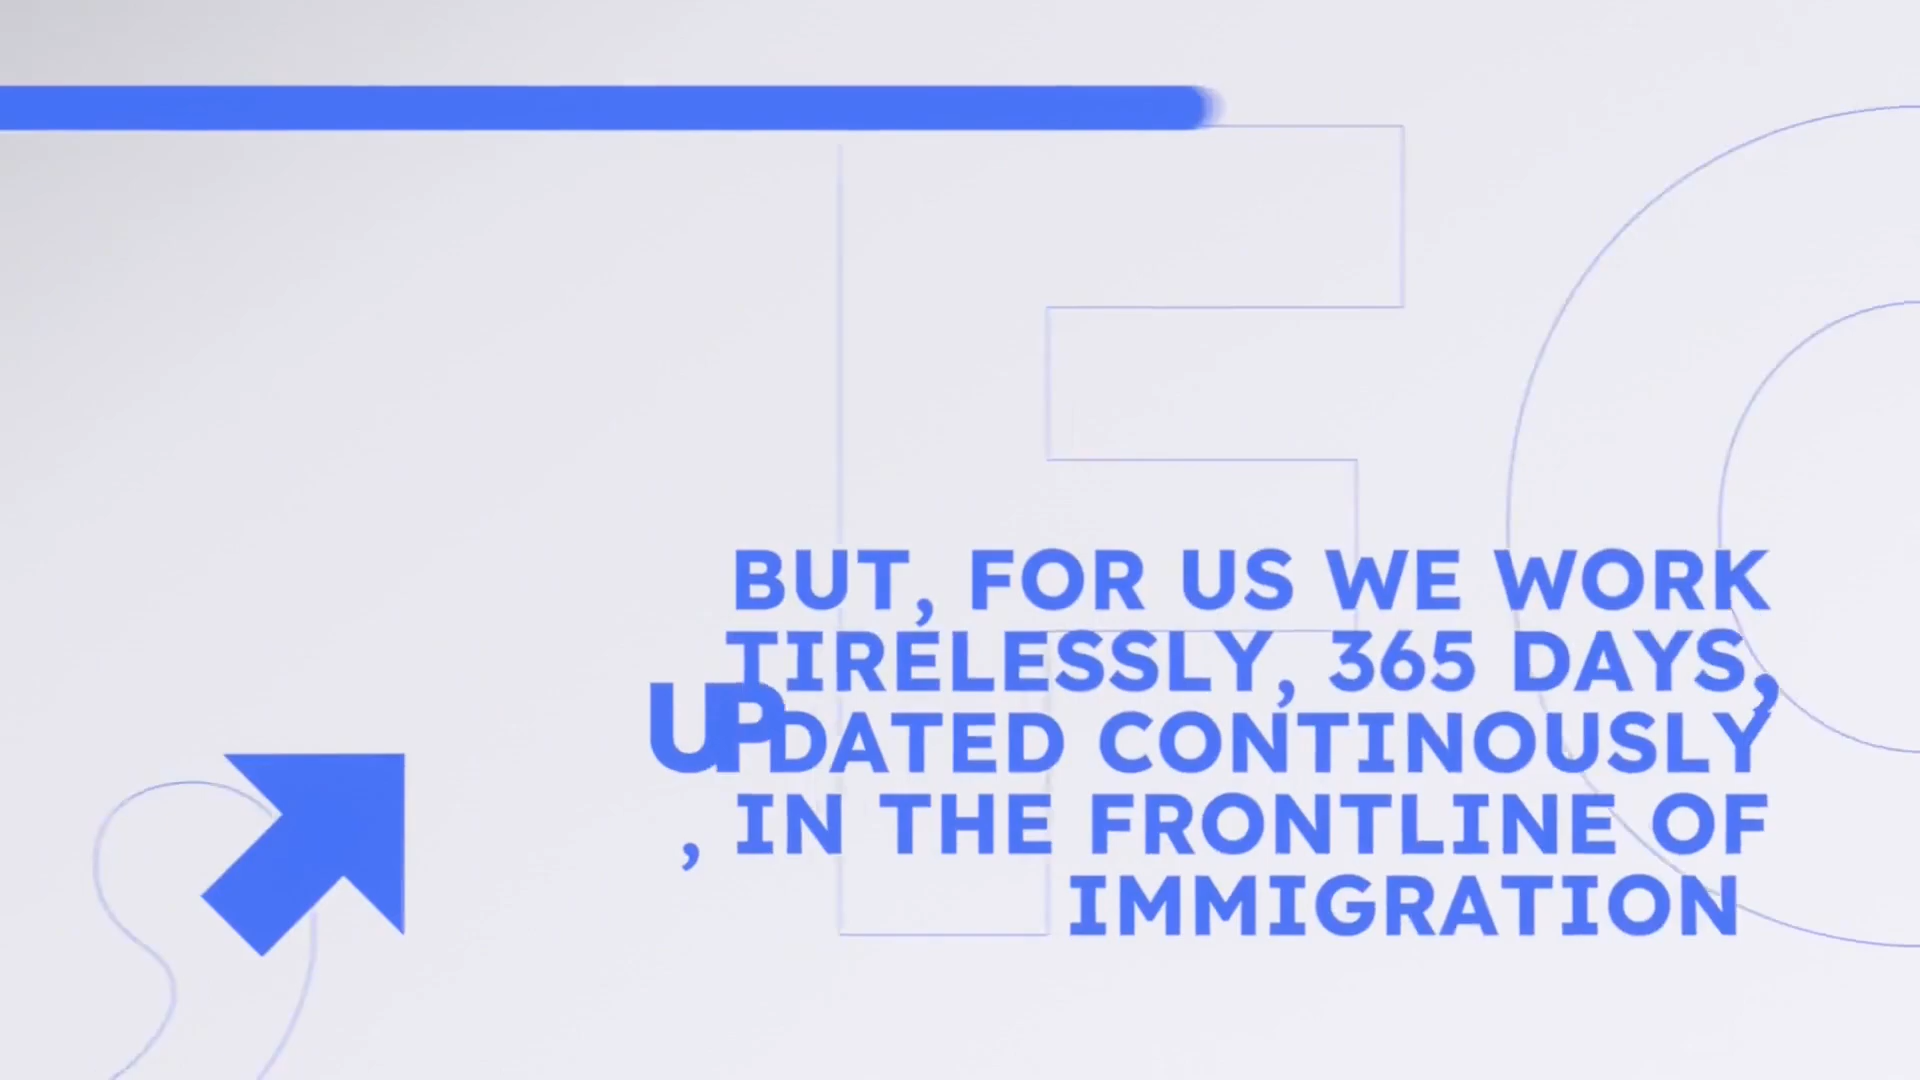 BUT, FOR US WE WORK
TIRELESSLY, 365 DAYS,
UPDATED CONTINOUSLY
, IN THE FRONTLINE OF
IMMIGRATION